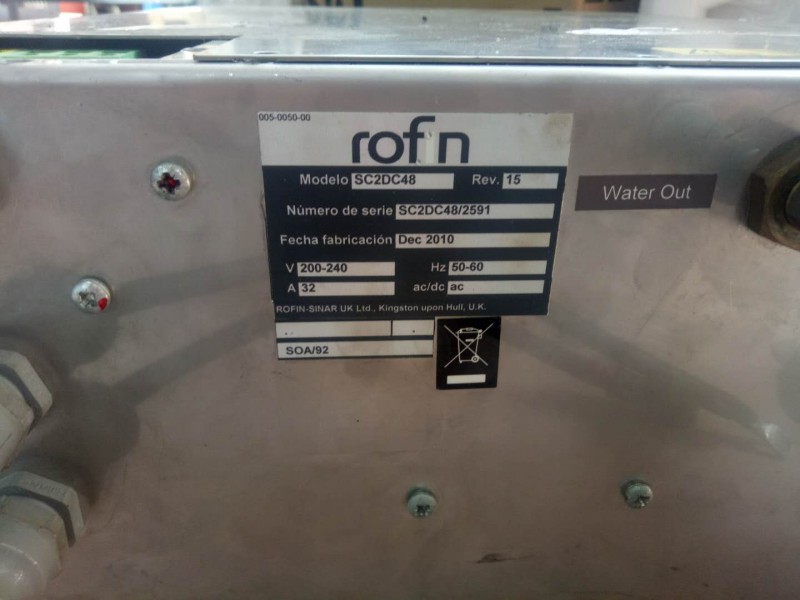 005-0050-00
rofin
Modelo SC2DC48 Rev. 15
Número de serie SC2DC48/2591
Fecha fabricación Dec 2010
V 200-240 Hz 50-60
A 32 ac/dc ac
ROFIN-SINAR UK Ltd., Kingston upon Hull, U.K.
SOA/92
Water Out